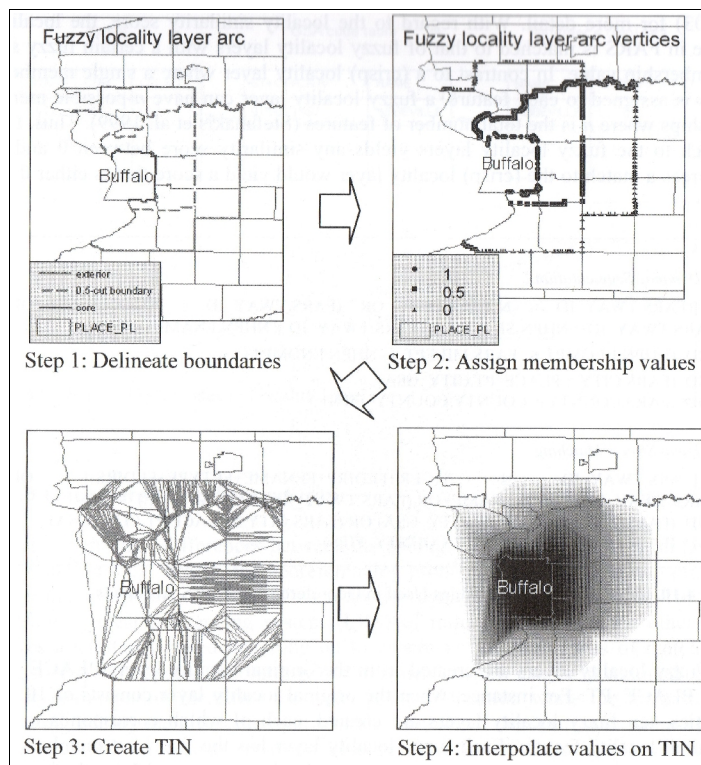 Fuzzy locality layer arc
Buffalo
exterior
0.5-cut boundary
core
PLACE_PL
Step 1: Delineate boundaries
Fuzzy locality layer arc vertices
Buffalo
1
0.5
0
PLACE_PL
Step 2: Assign membership values
Buffalo
Step 3: Create TIN
Buffalo
Step 4: Interpolate values on TIN